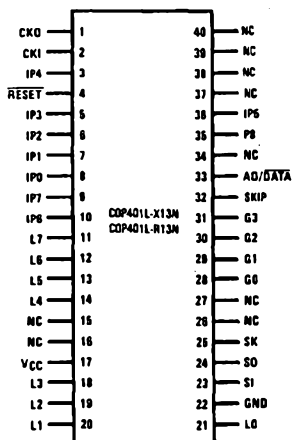 CKO 1 40 NC
CKI 2 39 NC
IP4 3 38 NC
RESET 4 37 NC
IP3 5 36 IP5
IP2 6 35 P8
IP1 7 34 NC
IP0 8 33 AD/DATA
IP7 9 32 SKIP
IP6 10 COP401L-X13N 31 G3
COP401L-R13N
L7 11 30 G2
L6 12 29 G1
L5 13 28 G0
L4 14 27 NC
NC 15 26 NC
NC 16 25 SK
VCC 17 24 SO
L3 18 23 SI
L2 19 22 GND
L1 20 21 L0